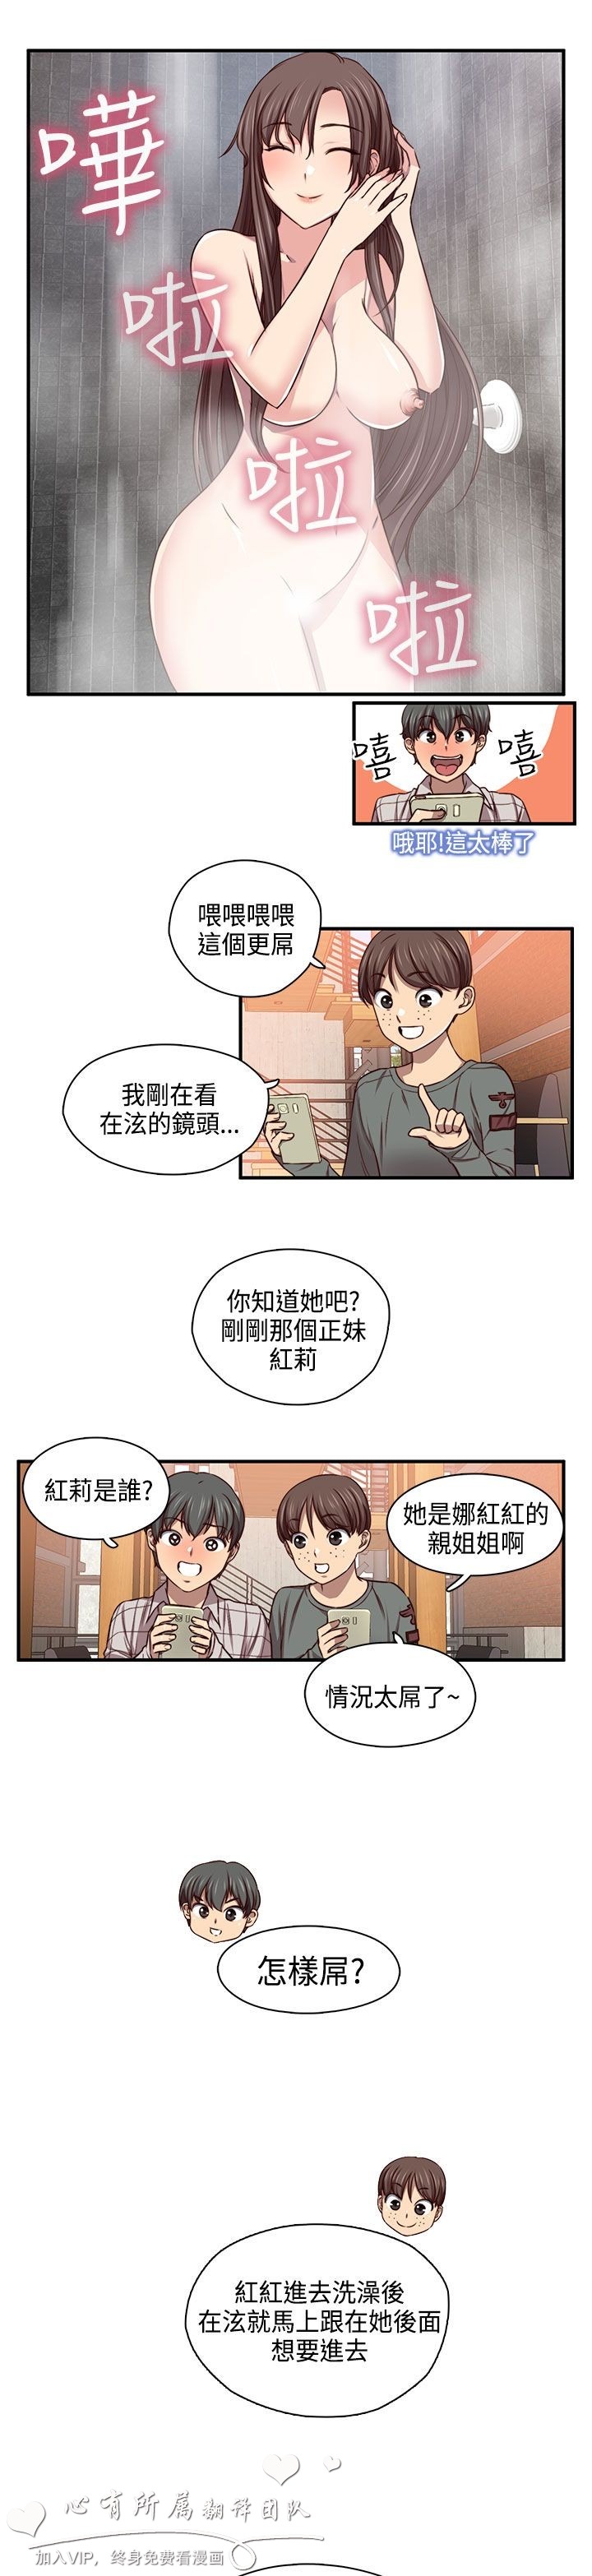 嘩
啦
啦
啦
嘻
嘻
哦耶!這太棒了
喂喂喂喂
這個更屌
我剛在看
在泫的鏡頭...
你知道她吧?
剛剛那個正妹
紅莉
紅莉是誰?
她是娜紅紅的
親姐姐啊
情況太屌了~
怎樣屌?
紅紅進去洗澡後
在泫就馬上跟在她後面
想要進去
心有所属翻译团队
加入VIP，终身免费看漫画